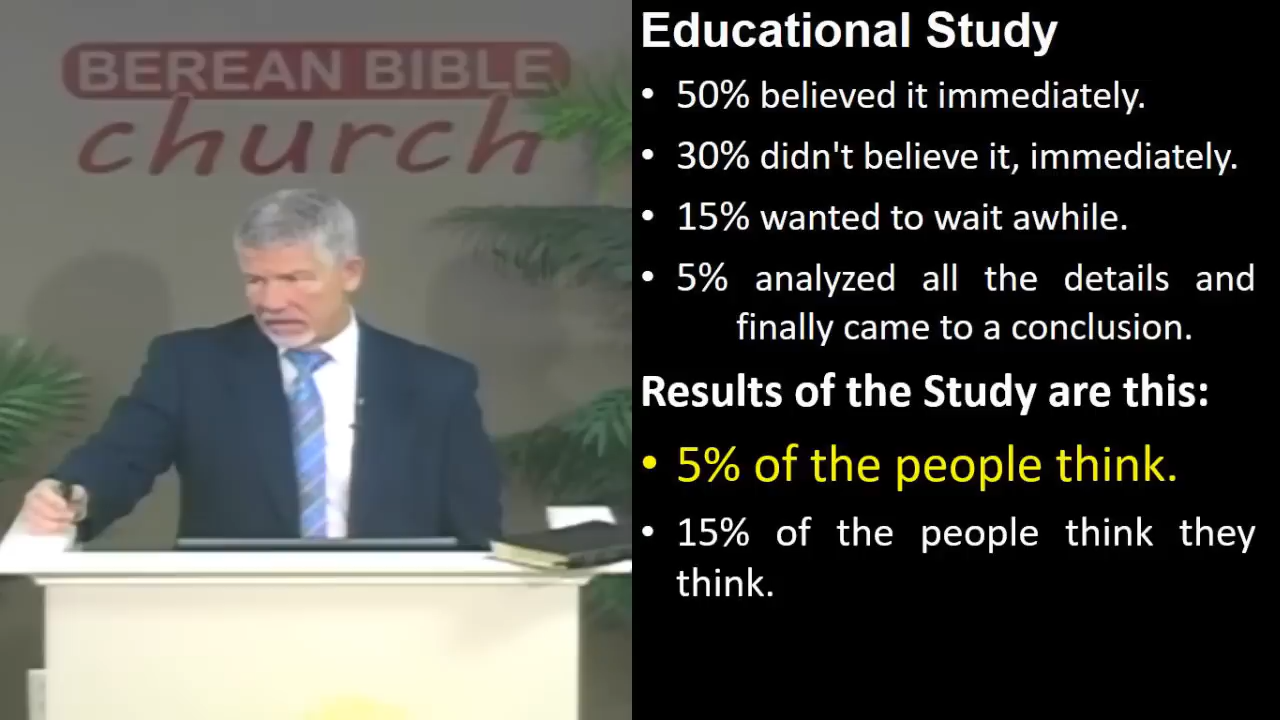 BEREAN BIBLE
church
Educational Study
• 50% believed it immediately.
• 30% didn't believe it, immediately.
• 15% wanted to wait awhile.
• 5% analyzed all the details and
finally came to a conclusion.
Results of the Study are this:
• 5% of the people think.
• 15% of the people think they
think.